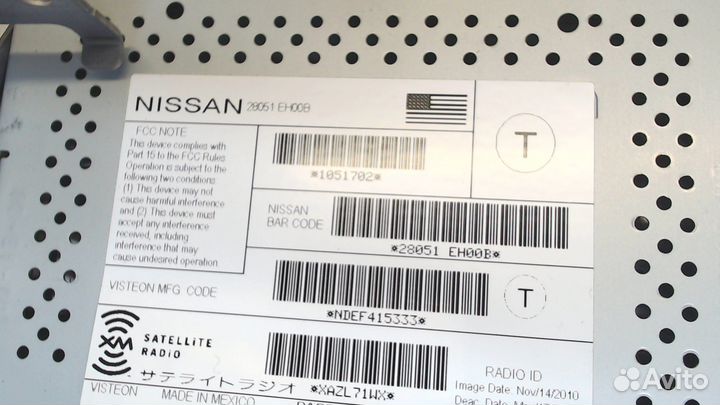 NISSAN 28051 EH00B
FCC NOTE
This device complies with
Part 15 to the FCC Rules
Operation is subject to the
following two conditions
(1) This device may not
cause harmful interference
and (2) This device must
accept any interference
received, including
interference that may
cause undesired operation
*1051702*
T
NISSAN
BAR CODE
*28051 EH00B*
VISTEON MFG. CODE
*NDEF415333*
T
XM SATELLITE
RADIO
サテライトラジオ
*XAZL71WX*
RADIO ID
Image Date: Nov/14/2010
VISTEON MADE IN MEXICO
Avito